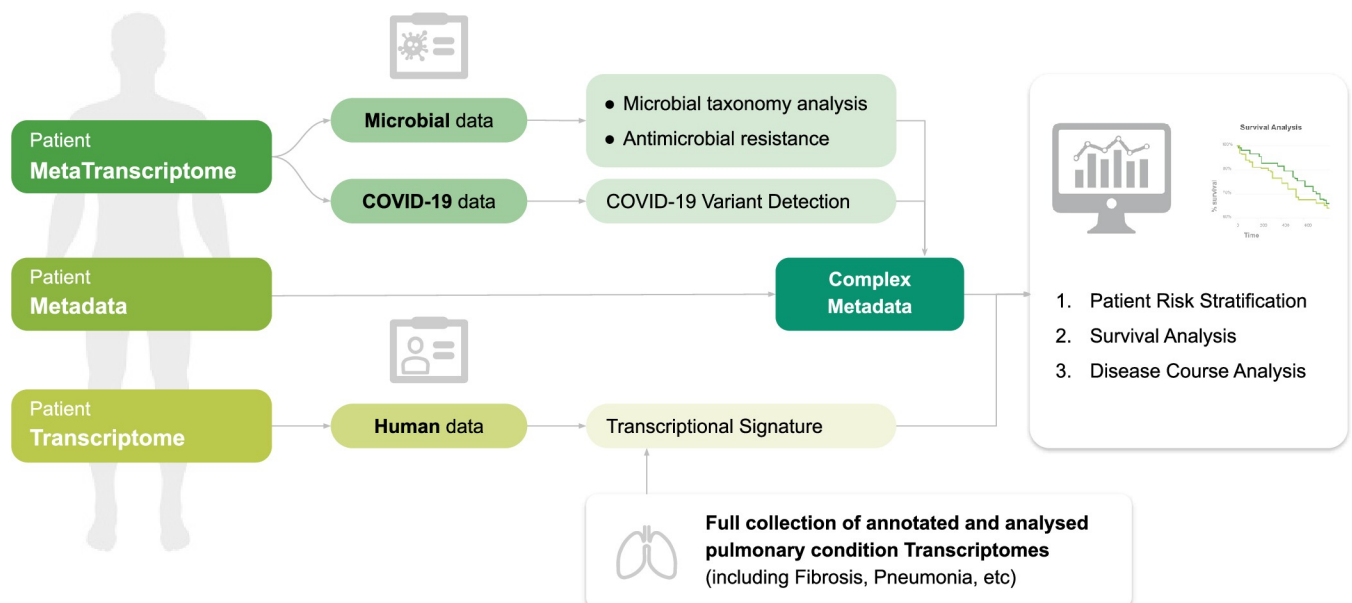 Patient
MetaTranscriptome
Microbial data
● Microbial taxonomy analysis
● Antimicrobial resistance
COVID-19 data
COVID-19 Variant Detection
Patient
Metadata
Complex
Metadata
Patient
Transcriptome
Human data
Transcriptional Signature
Full collection of annotated and analysed
pulmonary condition Transcriptomes
(including Fibrosis, Pneumonia, etc)
Survival Analysis
% survival
Time
1. Patient Risk Stratification
2. Survival Analysis
3. Disease Course Analysis